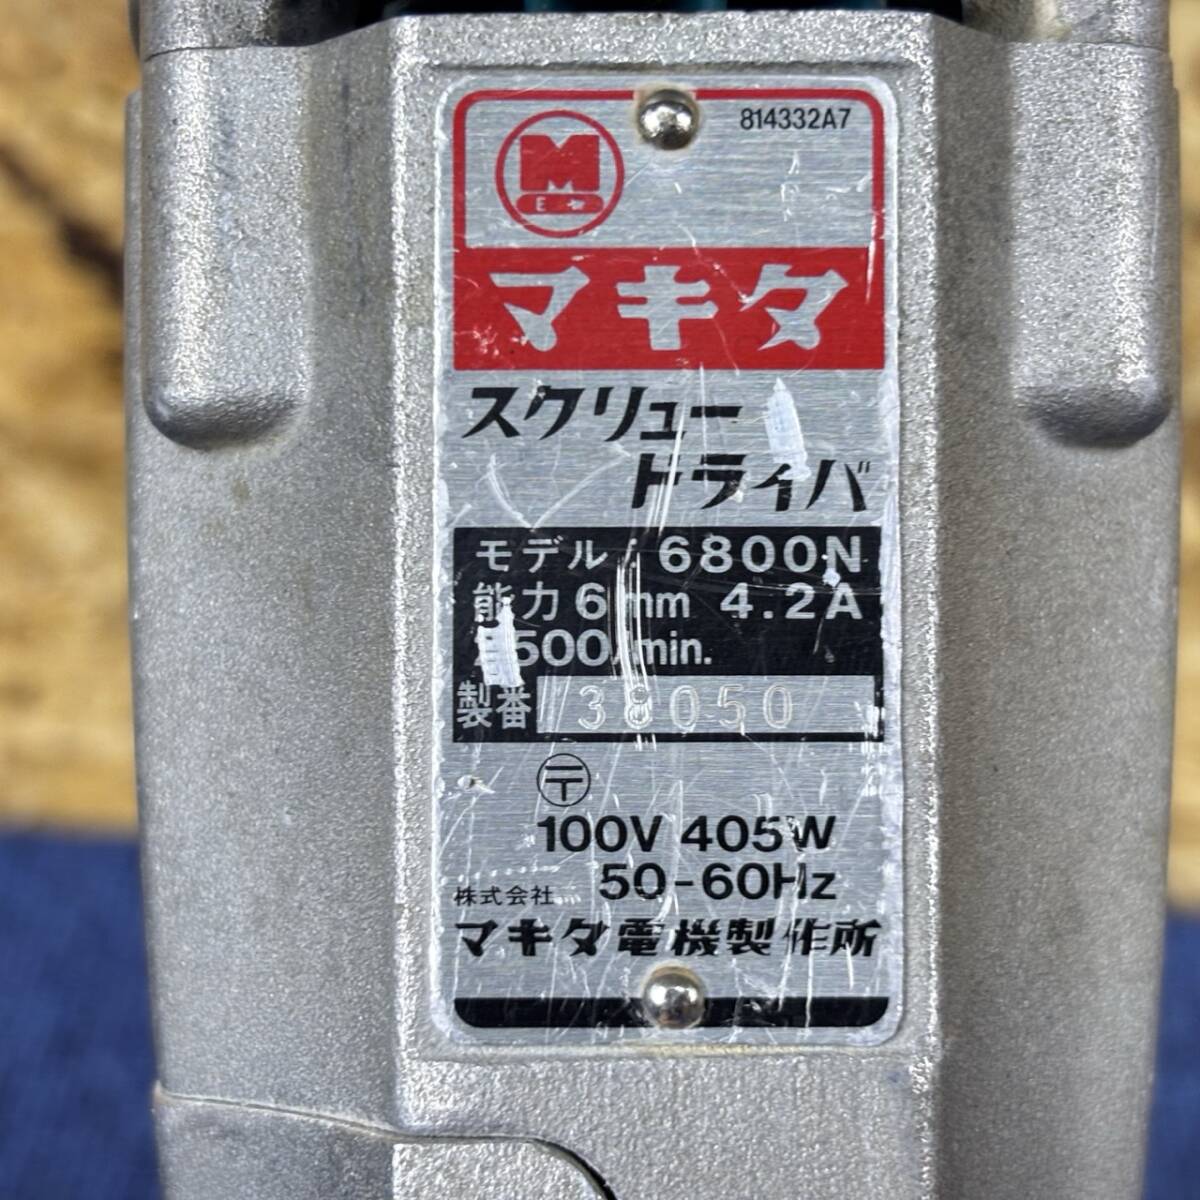 814332A7
M
マキタ
スクリュー
ドライバ
モデル: 6800N
能力 6mm 4.2A
500/min.
製番 38050
〒
100V 405W
50-60Hz
株式会社
マキタ電機製作所